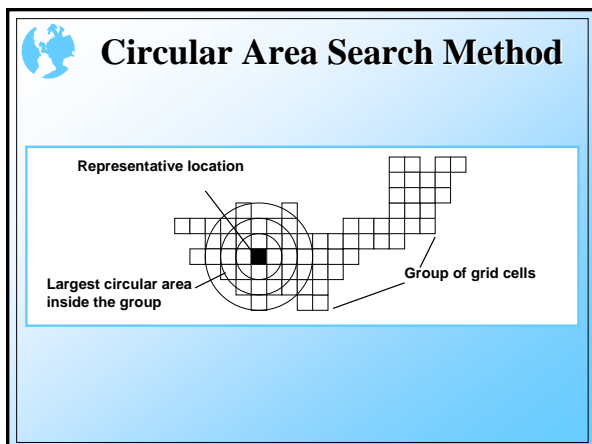 Circular Area Search Method
Representative location
Group of grid cells
Largest circular area
inside the group